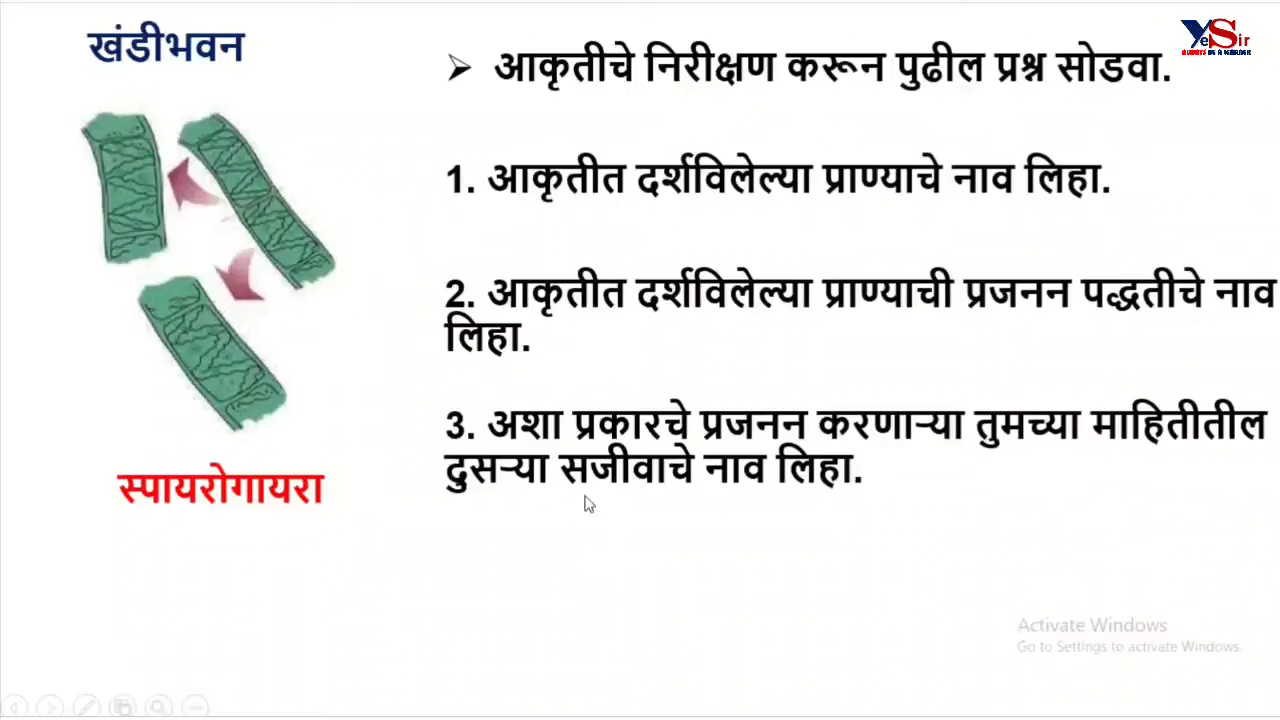 खंडीभवन
YeSir
➢ आकृतीचे निरीक्षण करून पुढील प्रश्न सोडवा.
1. आकृतीत दर्शविलेल्या प्राण्याचे नाव लिहा.
2. आकृतीत दर्शविलेल्या प्राण्याची प्रजनन पद्धतीचे नाव
लिहा.
3. अशा प्रकारचे प्रजनन करणाऱ्या तुमच्या माहितीतील
दुसऱ्या सजीवाचे नाव लिहा.
स्पायरोगायरा
Activate Windows
Go to Settings to activate Windows.